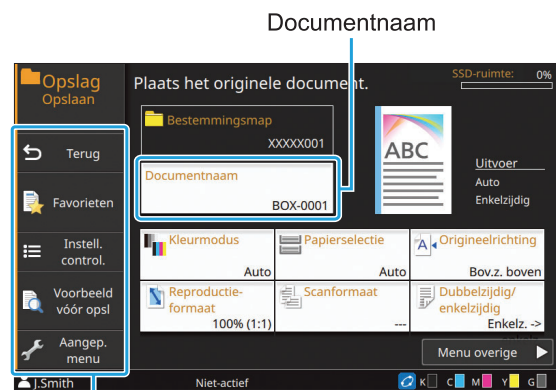 Documentnaam
Opslag
Opslaan
Plaats het originele document.
SSD-ruimte: 0%
Bestemmingsmap
XXXXX001
Documentnaam
BOX-0001
ABC
Uitvoer
Auto
Enkelzijdig
Terug
Favorieten
Instell.
control.
Voorbeeld
vóór opsl
Aangep.
menu
Kleurmodus
Auto
Papierselectie
Auto
A
Origineelrichting
Bov.z. boven
Reproductie-
formaat
100% (1:1)
Scanformaat
---
Dubbelzijdig/
enkelzijdig
Enkelz. ->
Menu overige
J.Smith
Niet-actief
K C M Y G